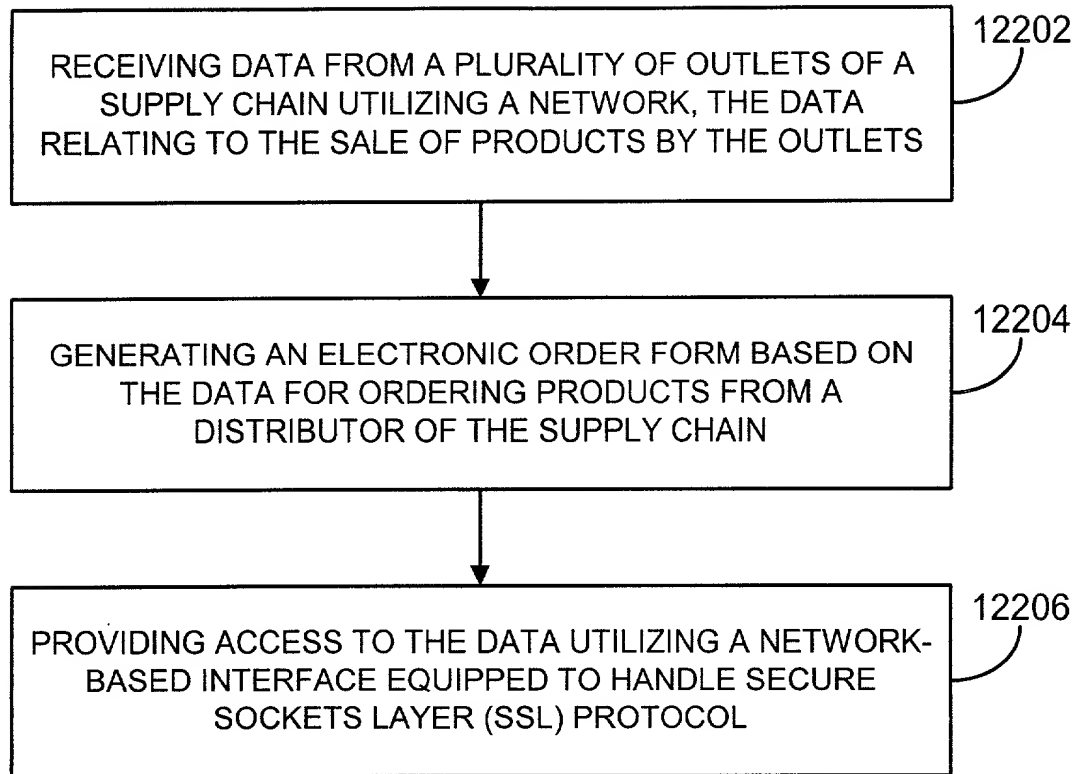 12202
RECEIVING DATA FROM A PLURALITY OF OUTLETS OF A
SUPPLY CHAIN UTILIZING A NETWORK, THE DATA
RELATING TO THE SALE OF PRODUCTS BY THE OUTLETS
12204
GENERATING AN ELECTRONIC ORDER FORM BASED ON
THE DATA FOR ORDERING PRODUCTS FROM A
DISTRIBUTOR OF THE SUPPLY CHAIN
12206
PROVIDING ACCESS TO THE DATA UTILIZING A NETWORK-
BASED INTERFACE EQUIPPED TO HANDLE SECURE
SOCKETS LAYER (SSL) PROTOCOL